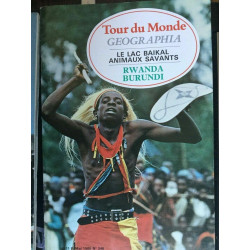 Tour du Monde
GEOGRAPHIA
LE LAC BAIKAL
ANIMAUX SAVANTS
RWANDA
BURUNDI